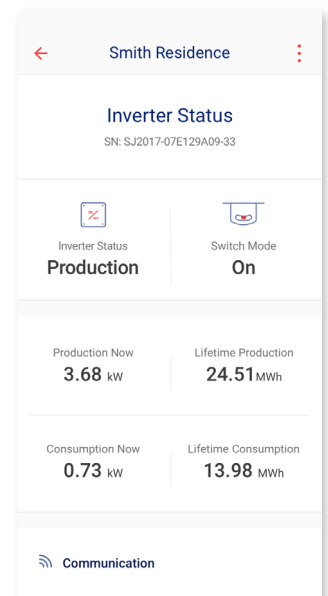 Smith Residence
Inverter Status
SN: SJ2017-07E129A09-33
Inverter Status
Production
Switch Mode
On
Production Now
3.68 kW
Lifetime Production
24.51 MWh
Consumption Now
0.73 kW
Lifetime Consumption
13.98 MWh
Communication